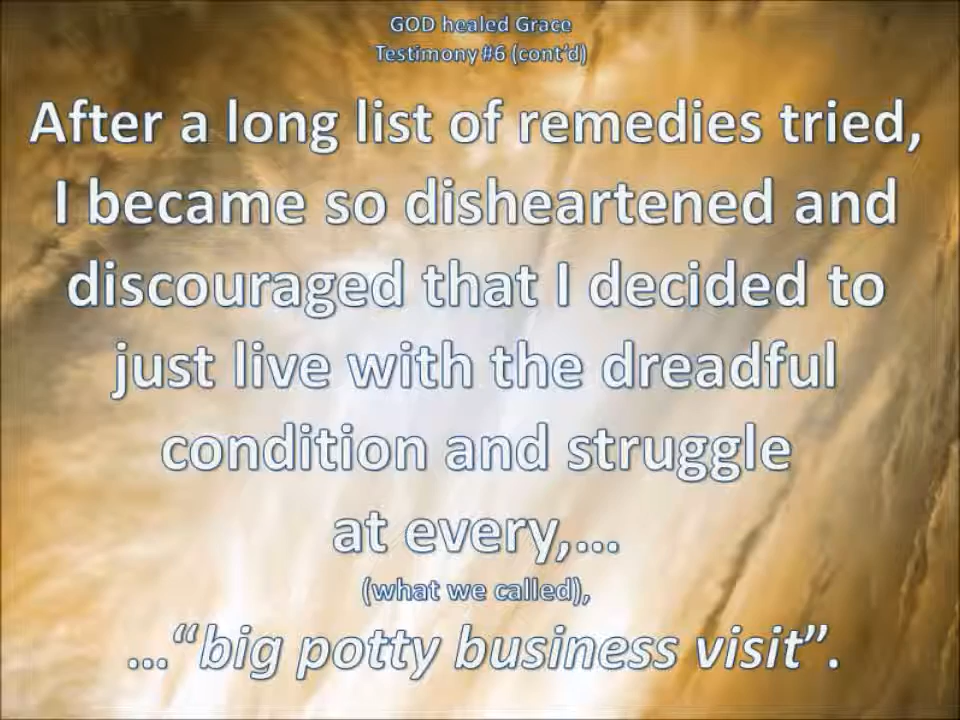 GOD healed Grace
Testimony #6 (cont'd)
After a long list of remedies tried,
I became so disheartened and
discouraged that I decided to
just live with the dreadful
condition and struggle
at every,...
(what we called),
...“big potty business visit”.